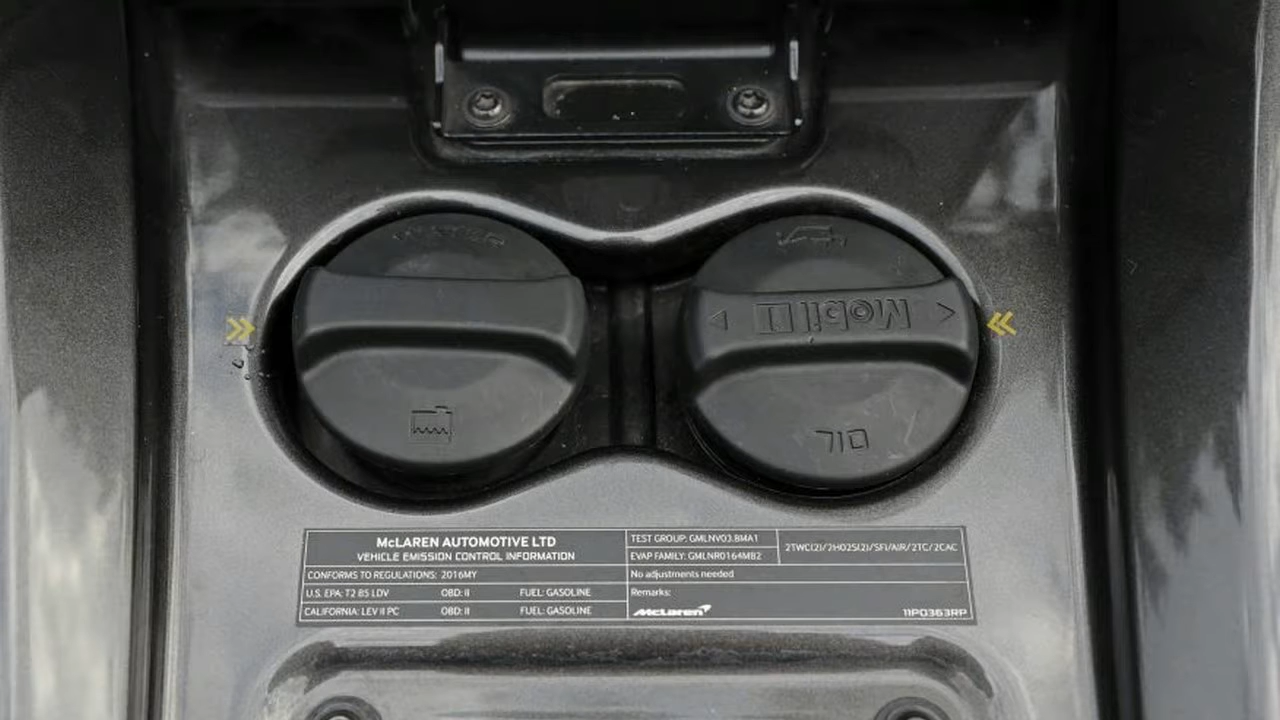 WATER
Mobil 1
OIL
McLAREN AUTOMOTIVE LTD
VEHICLE EMISSION CONTROL INFORMATION
CONFORMS TO REGULATIONS: 2016MY
U.S. EPA: T2 B5 LDV OBD: II FUEL: GASOLINE
CALIFORNIA: LEV II PC OBD: II FUEL: GASOLINE
TEST GROUP: GMLNV03.8MA1
EVAP FAMILY: GMLNR0164MB2
2TWC(2)/2HO2S(2)/SFI/AIR/2TC/2CAC
No adjustments needed
Remarks:
McLaren
11P0363RP